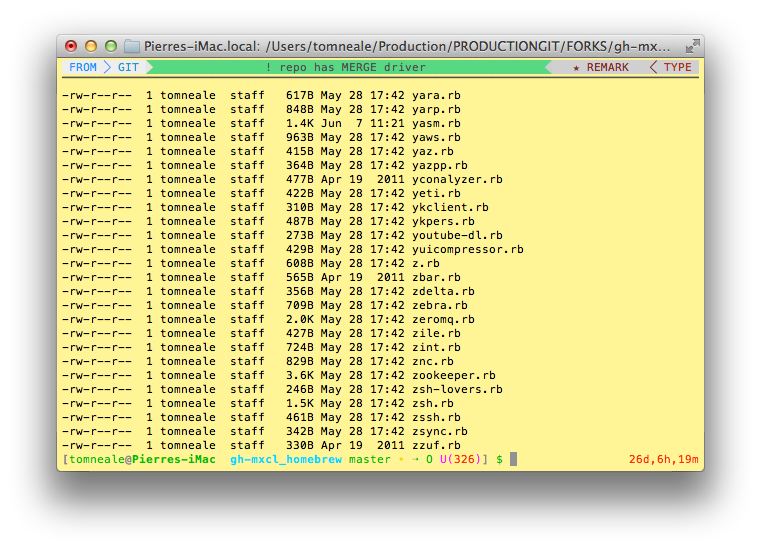 Pierres-iMac.local: /Users/tomneale/Production/PRODUCTIONGIT/FORKS/gh-mx…
FROM GIT ! repo has MERGE driver ★ REMARK TYPE
-rw-r--r-- 1 tomneale staff 617B May 28 17:42 yara.rb
-rw-r--r-- 1 tomneale staff 848B May 28 17:42 yarp.rb
-rw-r--r-- 1 tomneale staff 1.4K Jun 7 11:21 yasm.rb
-rw-r--r-- 1 tomneale staff 963B May 28 17:42 yaws.rb
-rw-r--r-- 1 tomneale staff 415B May 28 17:42 yaz.rb
-rw-r--r-- 1 tomneale staff 364B May 28 17:42 yazpp.rb
-rw-r--r-- 1 tomneale staff 477B Apr 19 2011 yconalyzer.rb
-rw-r--r-- 1 tomneale staff 422B May 28 17:42 yeti.rb
-rw-r--r-- 1 tomneale staff 310B May 28 17:42 ykclient.rb
-rw-r--r-- 1 tomneale staff 487B May 28 17:42 ykpers.rb
-rw-r--r-- 1 tomneale staff 273B May 28 17:42 youtube-dl.rb
-rw-r--r-- 1 tomneale staff 429B May 28 17:42 yuicompressor.rb
-rw-r--r-- 1 tomneale staff 608B May 28 17:42 z.rb
-rw-r--r-- 1 tomneale staff 565B Apr 19 2011 zbar.rb
-rw-r--r-- 1 tomneale staff 356B May 28 17:42 zdelta.rb
-rw-r--r-- 1 tomneale staff 709B May 28 17:42 zebra.rb
-rw-r--r-- 1 tomneale staff 2.0K May 28 17:42 zeromq.rb
-rw-r--r-- 1 tomneale staff 427B May 28 17:42 zile.rb
-rw-r--r-- 1 tomneale staff 724B May 28 17:42 zint.rb
-rw-r--r-- 1 tomneale staff 829B May 28 17:42 znc.rb
-rw-r--r-- 1 tomneale staff 3.6K May 28 17:42 zookeeper.rb
-rw-r--r-- 1 tomneale staff 246B May 28 17:42 zsh-lovers.rb
-rw-r--r-- 1 tomneale staff 1.5K May 28 17:42 zsh.rb
-rw-r--r-- 1 tomneale staff 461B May 28 17:42 zssh.rb
-rw-r--r-- 1 tomneale staff 342B May 28 17:42 zsync.rb
-rw-r--r-- 1 tomneale staff 330B Apr 19 2011 zzuf.rb
[tomneale@Pierres-iMac gh-mxcl_homebrew master • → O U(326)] $ 26d,6h,19m